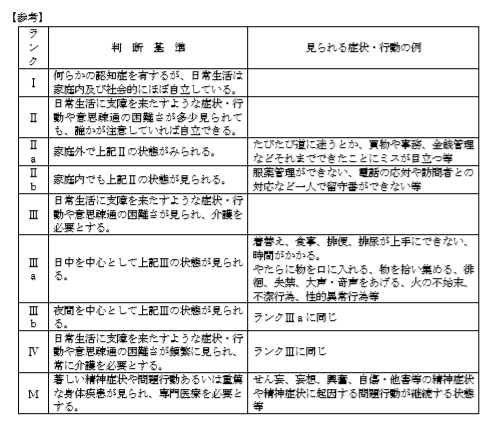 【参考】
ランク
判断基準
見られる症状・行動の例
Ⅰ
何らかの認知症を有するが、日常生活は
家庭内及び社会的にほぼ自立している。
Ⅱ
日常生活に支障を来たすような症状・行
動や意思疎通の困難さが多少見られて
も、誰かが注意していれば自立できる。
Ⅱa
家庭外で上記Ⅱの状態がみられる。
たびたび道に迷うとか、買物や事務、金銭管理
などそれまでできたことにミスが目立つ等
Ⅱb
家庭内でも上記Ⅱの状態が見られる。
服薬管理ができない、電話の応対や訪問者との
対応など一人で留守番ができない等
Ⅲ
日常生活に支障を来たすような症状・行
動や意思疎通の困難さが見られ、介護を
必要とする。
Ⅲa
日中を中心として上記Ⅲの状態が見られ
る。
着替え、食事、排便、排尿が上手にできない、
時間がかかる。
やたらに物を口に入れる、物を拾い集める、徘
徊、失禁、大声・奇声をあげる、火の不始末、
不潔行為、性的異常行為等
Ⅲb
夜間を中心として上記Ⅲの状態が見られ
る。
ランクⅢaに同じ
Ⅳ
日常生活に支障を来たすような症状・行
動や意思疎通の困難さが頻繁に見られ、
常に介護を必要とする。
ランクⅢに同じ
M
著しい精神症状や問題行動あるいは重篤
な身体疾患が見られ、専門医療を必要と
する。
せん妄、妄想、興奮、自傷・他害等の精神症状
や精神症状に起因する問題行動が継続する状態
等